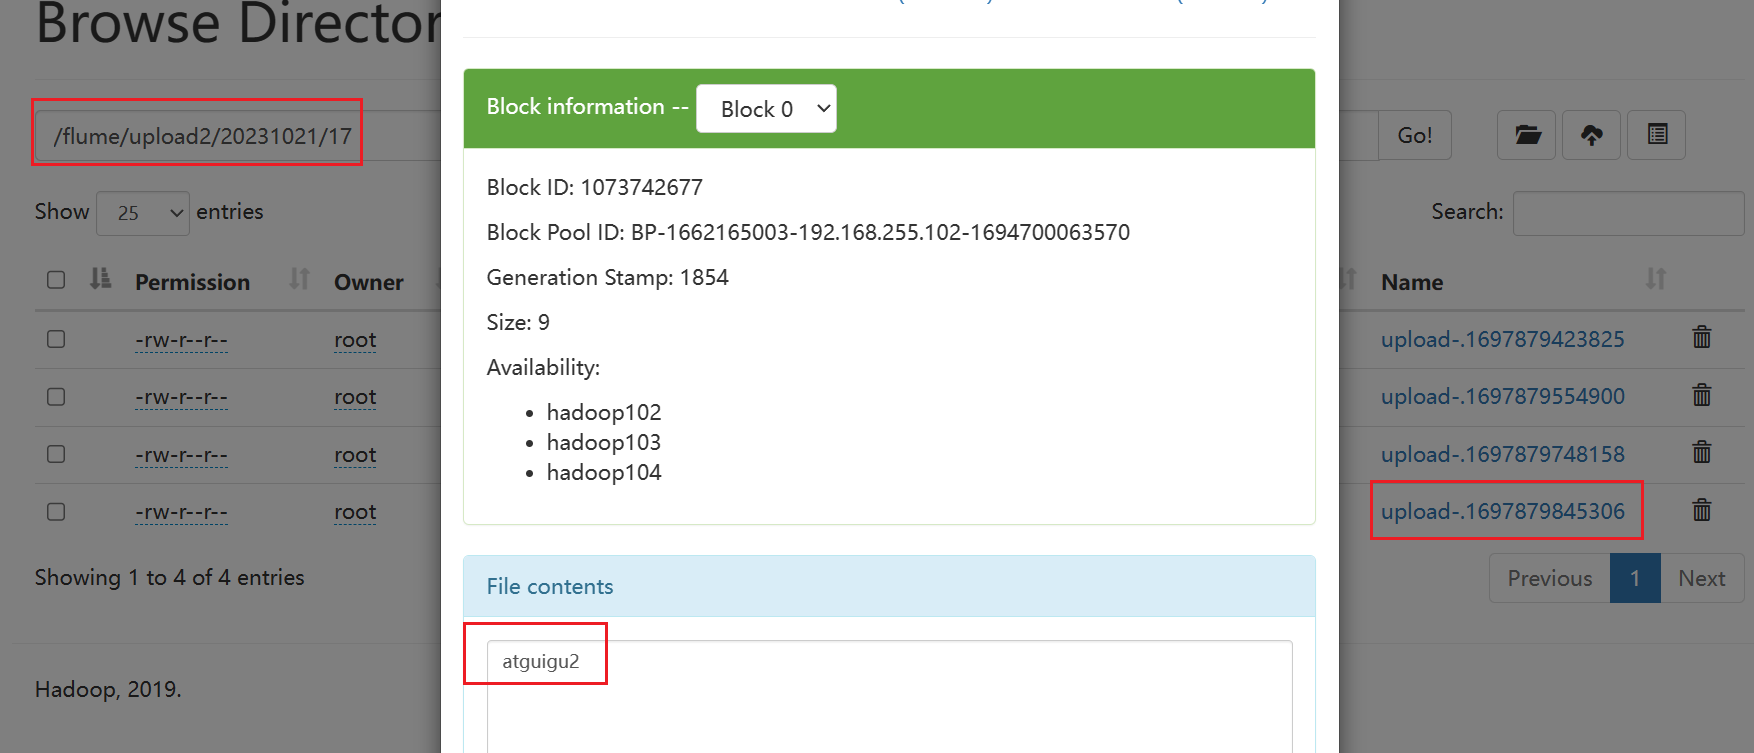 Browse Director
/flume/upload2/20231021/17
Go!
Show 25 entries
Search:
Permission Owner Name
-rw-r--r-- root upload-.1697879423825
-rw-r--r-- root upload-.1697879554900
-rw-r--r-- root upload-.1697879748158
-rw-r--r-- root upload-.1697879845306
Showing 1 to 4 of 4 entries
Previous 1 Next
Hadoop, 2019.
Block information -- Block 0
Block ID: 1073742677
Block Pool ID: BP-1662165003-192.168.255.102-1694700063570
Generation Stamp: 1854
Size: 9
Availability:
hadoop102
hadoop103
hadoop104
File contents
atguigu2